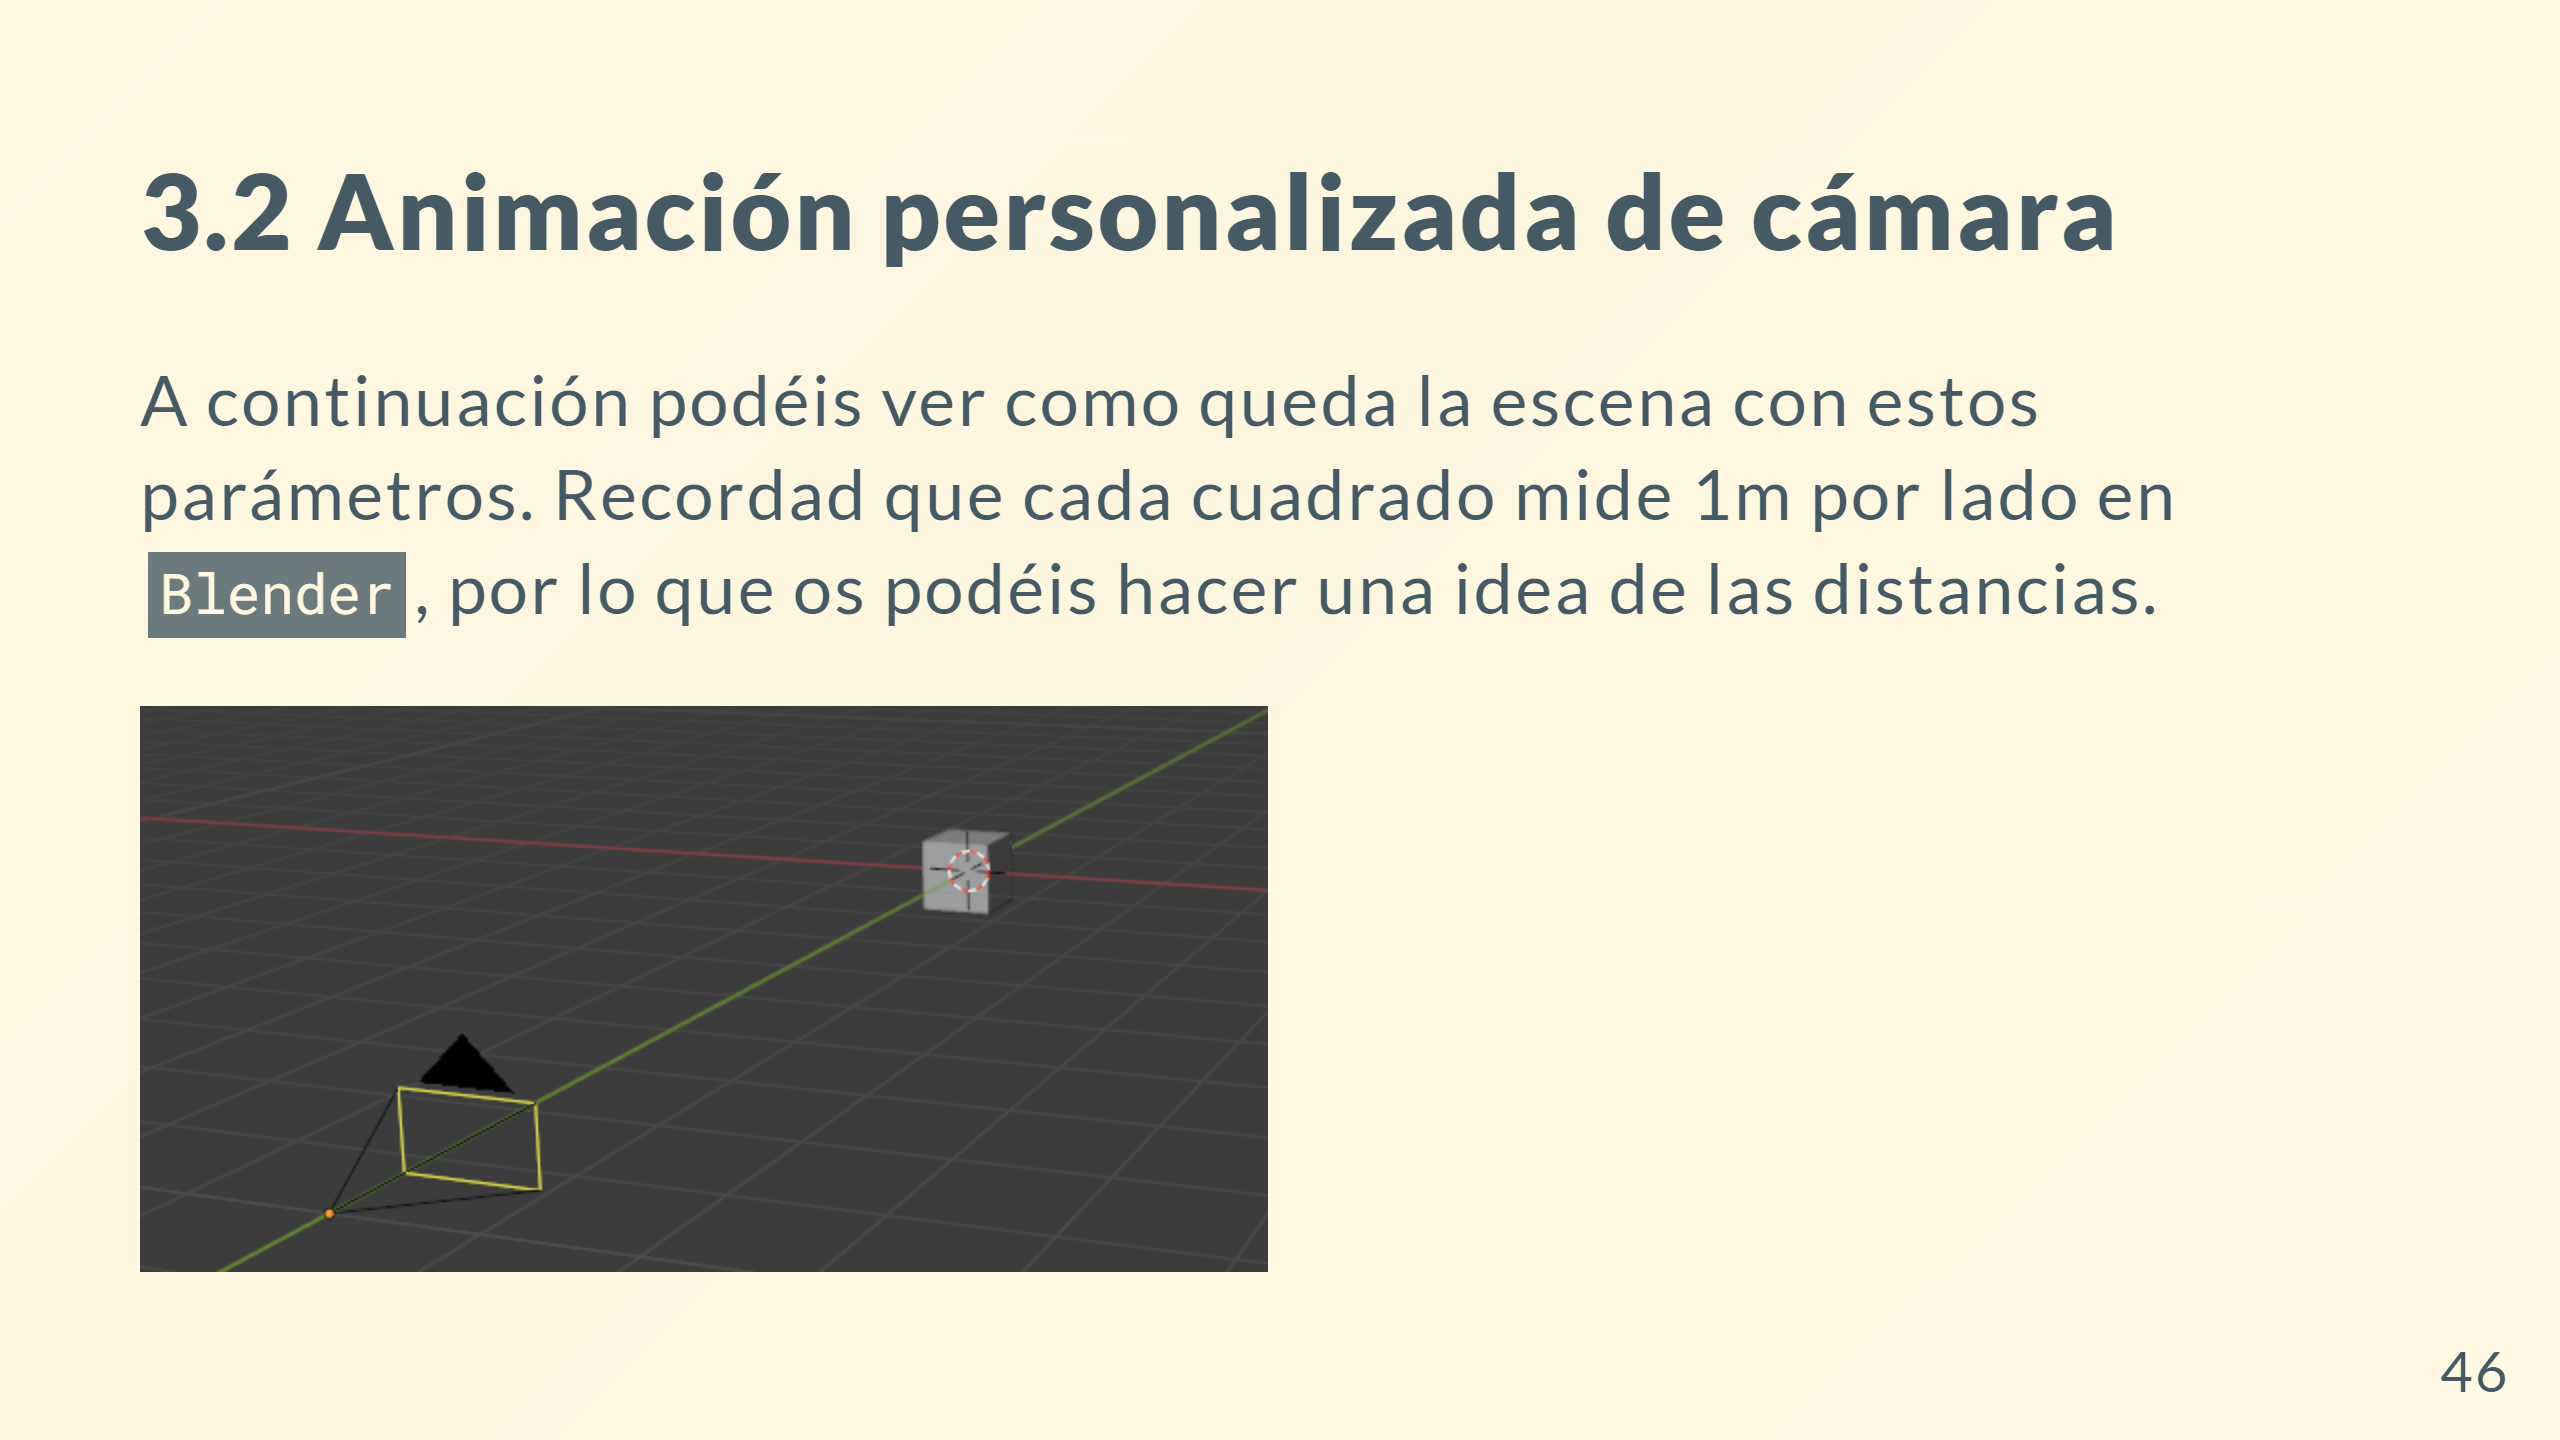 3.2 Animación personalizada de cámara
A continuación podéis ver como queda la escena con estos
parámetros. Recordad que cada cuadrado mide 1m por lado en
Blender, por lo que os podéis hacer una idea de las distancias.
46